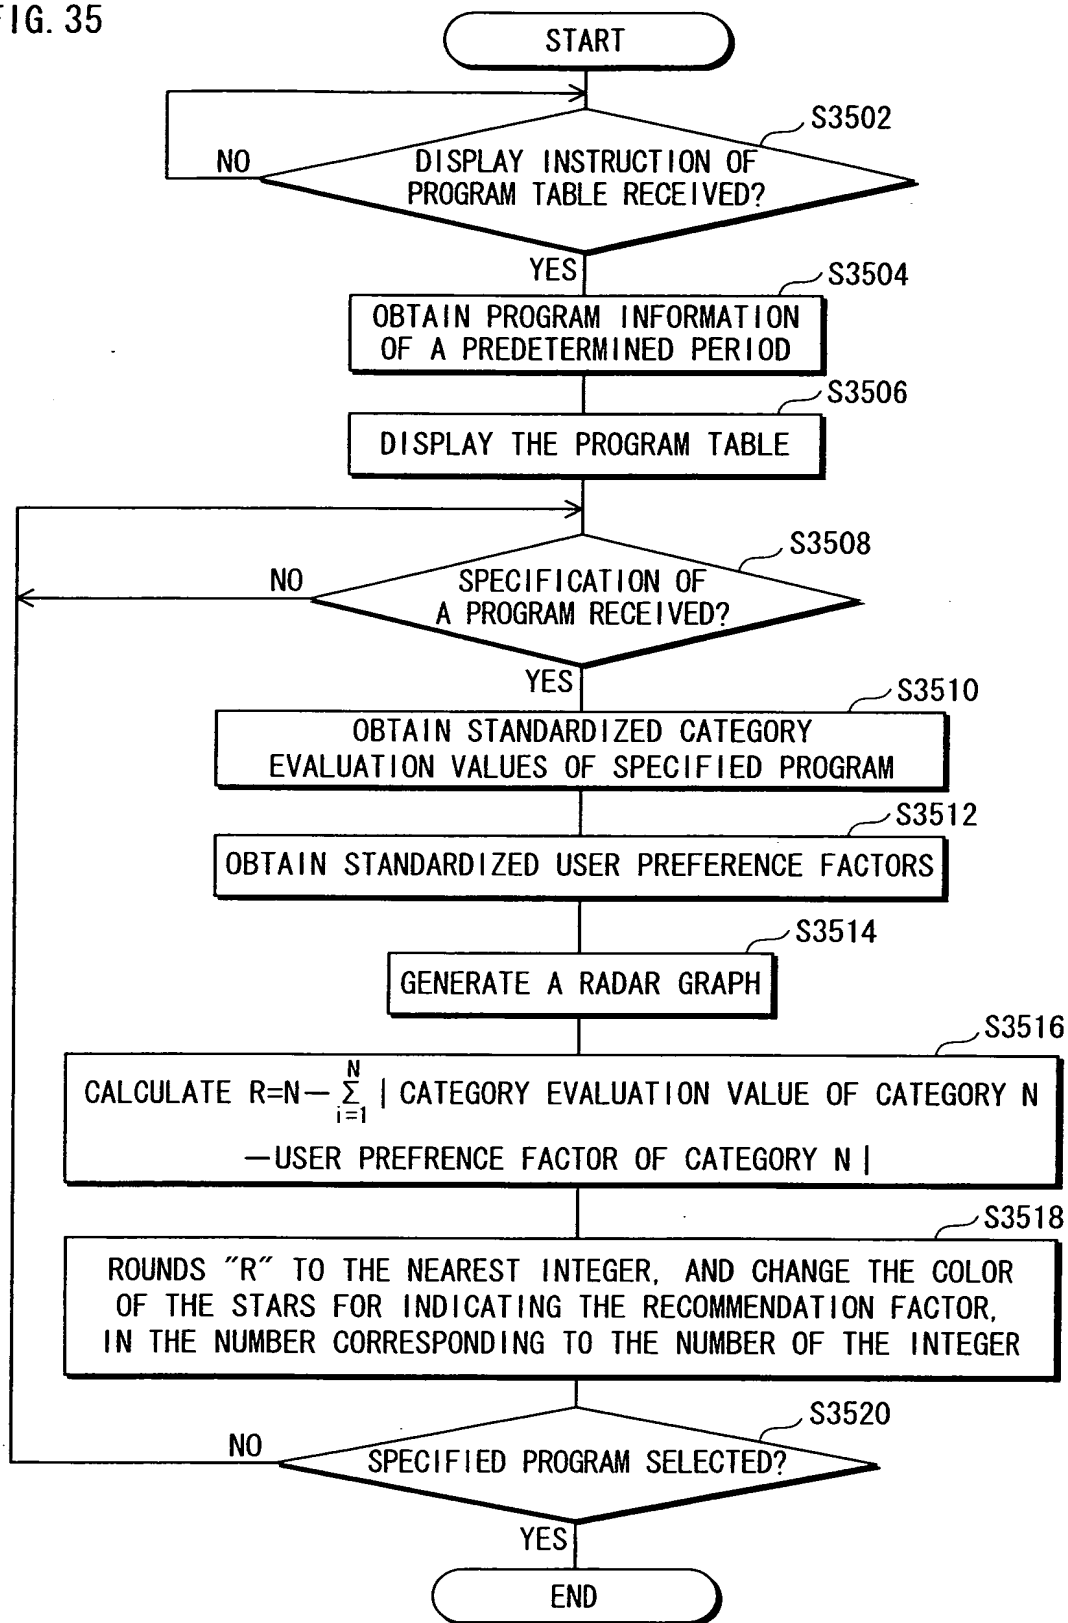 FIG. 35
START
S3502
NO
DISPLAY INSTRUCTION OF
PROGRAM TABLE RECEIVED?
YES
S3504
OBTAIN PROGRAM INFORMATION
OF A PREDETERMINED PERIOD
S3506
DISPLAY THE PROGRAM TABLE
S3508
NO
SPECIFICATION OF
A PROGRAM RECEIVED?
YES
S3510
OBTAIN STANDARDIZED CATEGORY
EVALUATION VALUES OF SPECIFIED PROGRAM
S3512
OBTAIN STANDARDIZED USER PREFERENCE FACTORS
S3514
GENERATE A RADAR GRAPH
S3516
CALCULATE R=N−∑_{i=1}^{N} | CATEGORY EVALUATION VALUE OF CATEGORY N
−USER PREFRENCE FACTOR OF CATEGORY N |
S3518
ROUNDS "R" TO THE NEAREST INTEGER, AND CHANGE THE COLOR
OF THE STARS FOR INDICATING THE RECOMMENDATION FACTOR,
IN THE NUMBER CORRESPONDING TO THE NUMBER OF THE INTEGER
S3520
NO
SPECIFIED PROGRAM SELECTED?
YES
END